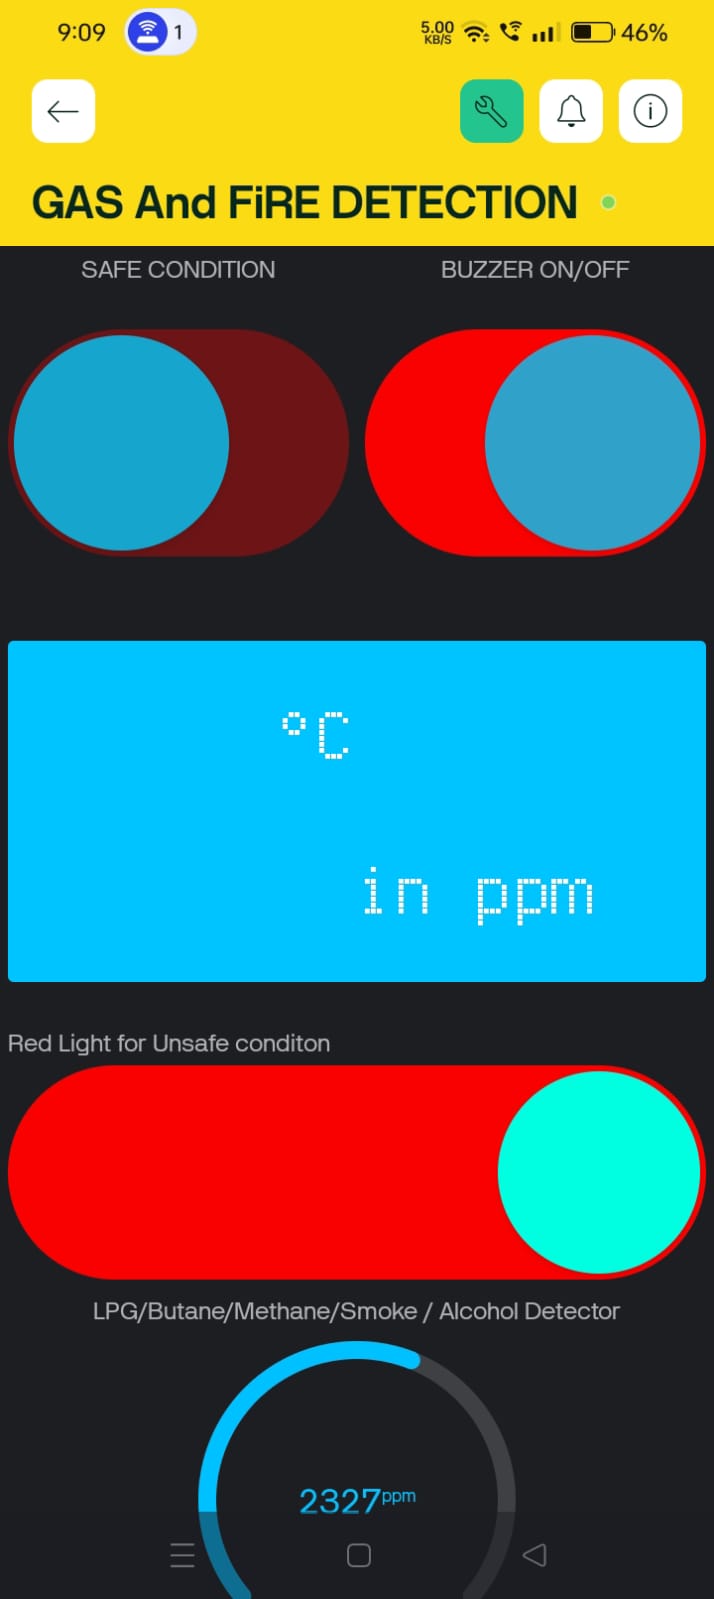 9:09 1 5.00 KB/S 46%
GAS And FiRE DETECTION
SAFE CONDITION BUZZER ON/OFF
°C
in ppm
Red Light for Unsafe conditon
LPG/Butane/Methane/Smoke / Alcohol Detector
2327ppm